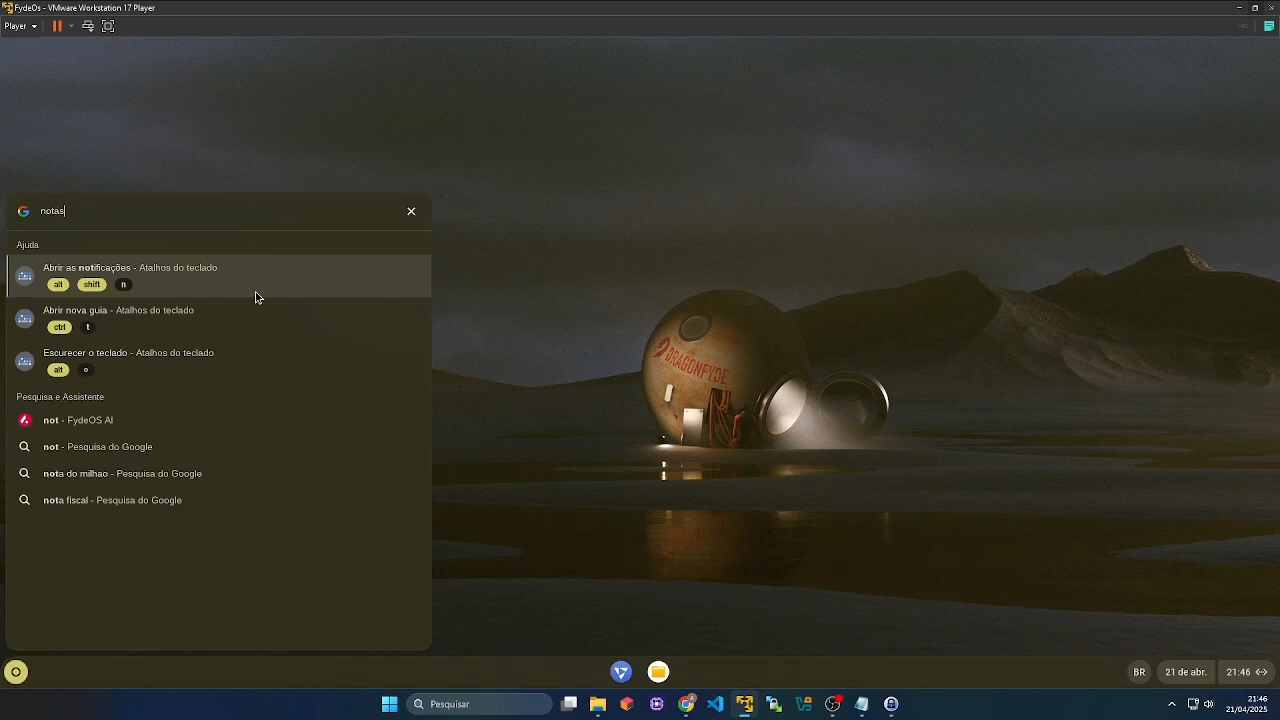 FydeOs - VMware Workstation 17 Player
Player
notas
Ajuda
Abrir as notificações - Atalhos do teclado
alt shift n
Abrir nova guia - Atalhos do teclado
ctrl t
Escurecer o teclado - Atalhos do teclado
alt o
Pesquisa e Assistente
not - FydeOS AI
not - Pesquisa do Google
nota do milhao - Pesquisa do Google
nota fiscal - Pesquisa do Google
DRAGONFYDE
BR
21 de abr.
21:46
Pesquisar
21:46
21/04/2025